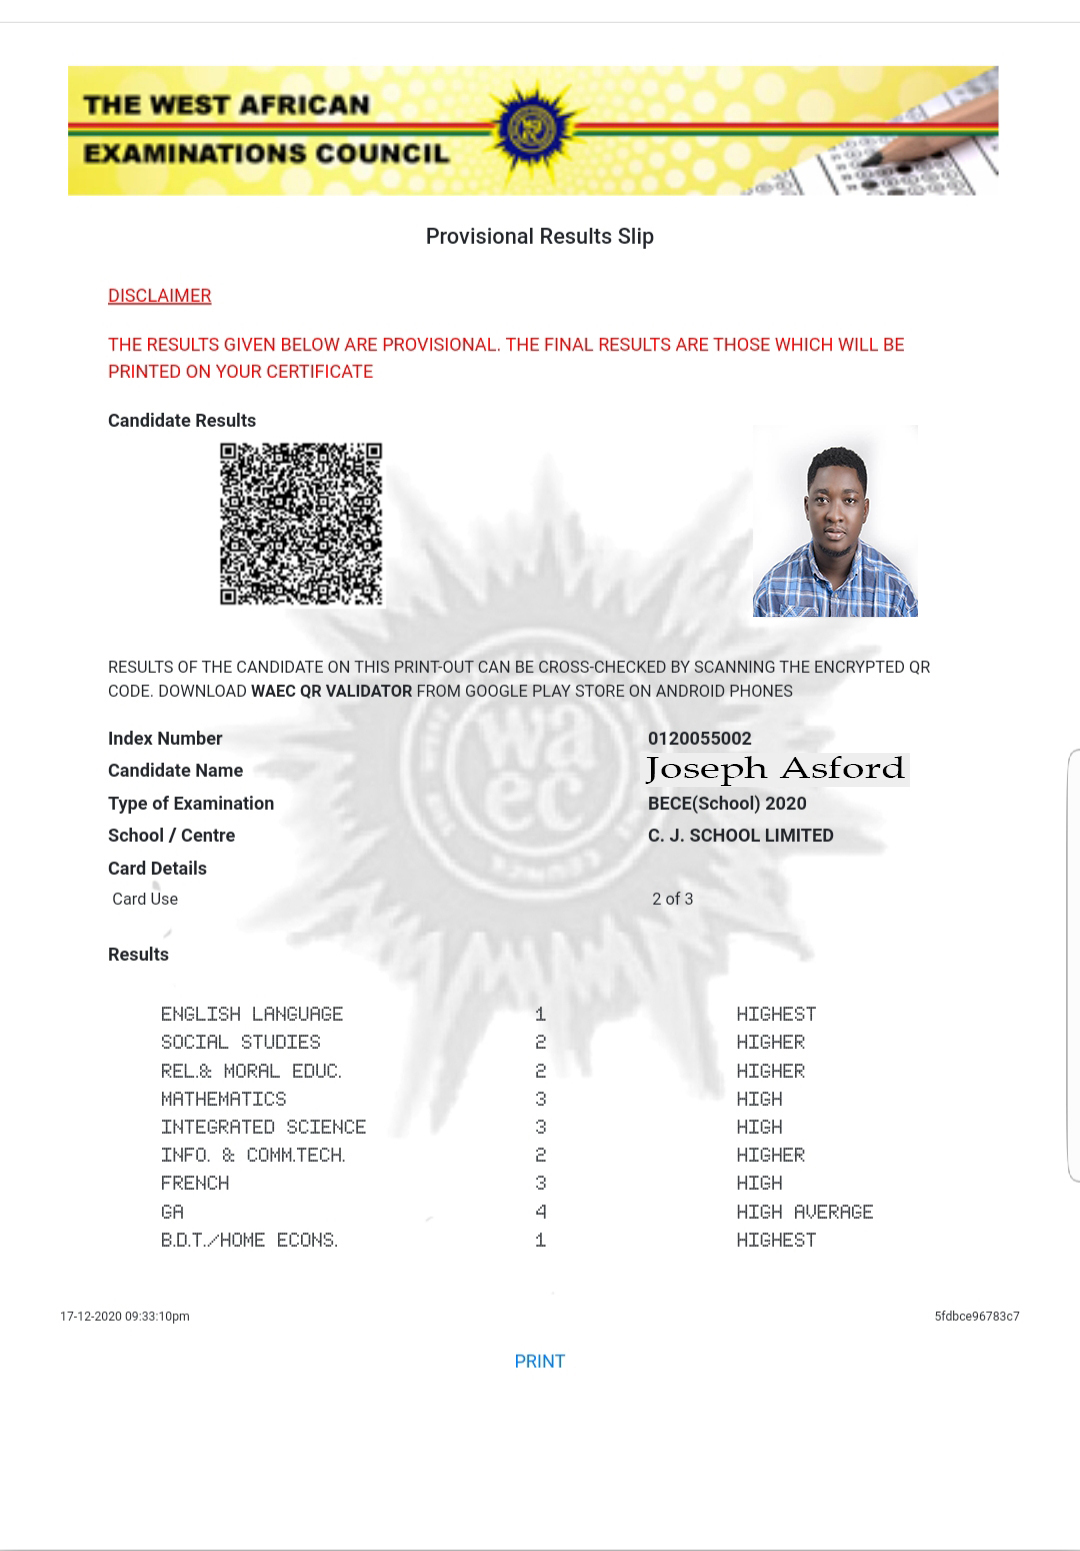 THE WEST AFRICAN
EXAMINATIONS COUNCIL
Provisional Results Slip
DISCLAIMER
THE RESULTS GIVEN BELOW ARE PROVISIONAL. THE FINAL RESULTS ARE THOSE WHICH WILL BE
PRINTED ON YOUR CERTIFICATE
Candidate Results
RESULTS OF THE CANDIDATE ON THIS PRINT-OUT CAN BE CROSS-CHECKED BY SCANNING THE ENCRYPTED QR
CODE. DOWNLOAD WAEC QR VALIDATOR FROM GOOGLE PLAY STORE ON ANDROID PHONES
waec
Index Number 0120055002
Candidate Name Joseph Asford
Type of Examination BECE(School) 2020
School / Centre C. J. SCHOOL LIMITED
Card Details
Card Use 2 of 3
Results
ENGLISH LANGUAGE 1 HIGHEST
SOCIAL STUDIES 2 HIGHER
REL.& MORAL EDUC. 2 HIGHER
MATHEMATICS 3 HIGH
INTEGRATED SCIENCE 3 HIGH
INFO. & COMM.TECH. 2 HIGHER
FRENCH 3 HIGH
GA 4 HIGH AVERAGE
B.D.T./HOME ECONS. 1 HIGHEST
17-12-2020 09:33:10pm 5fdbce96783c7
PRINT